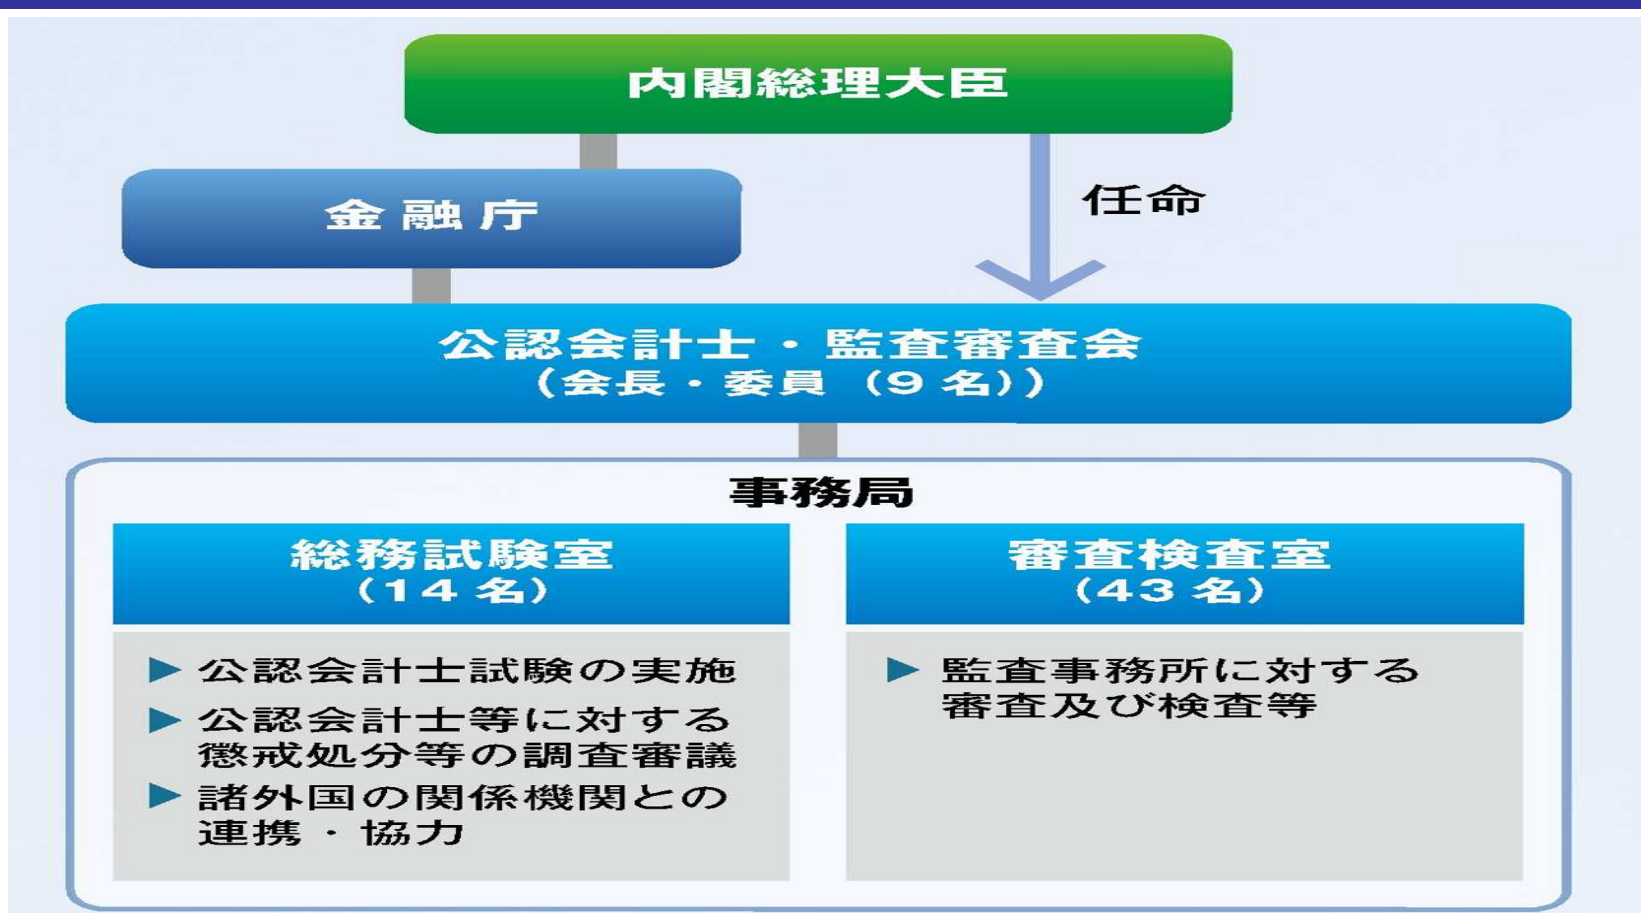 内閣総理大臣
金融庁
任命
公認会計士・監査審査会
（会長・委員（９名））
事務局
総務試験室
（14名）
公認会計士試験の実施
公認会計士等に対する
懲戒処分等の調査審議
諸外国の関係機関との
連携・協力
審査検査室
（43名）
監査事務所に対する
審査及び検査等